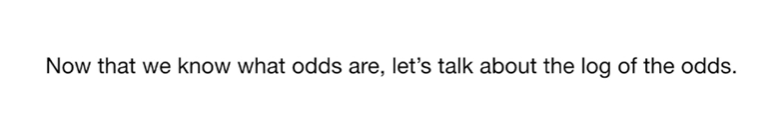 Now that we know what odds are, let’s talk about the log of the odds.